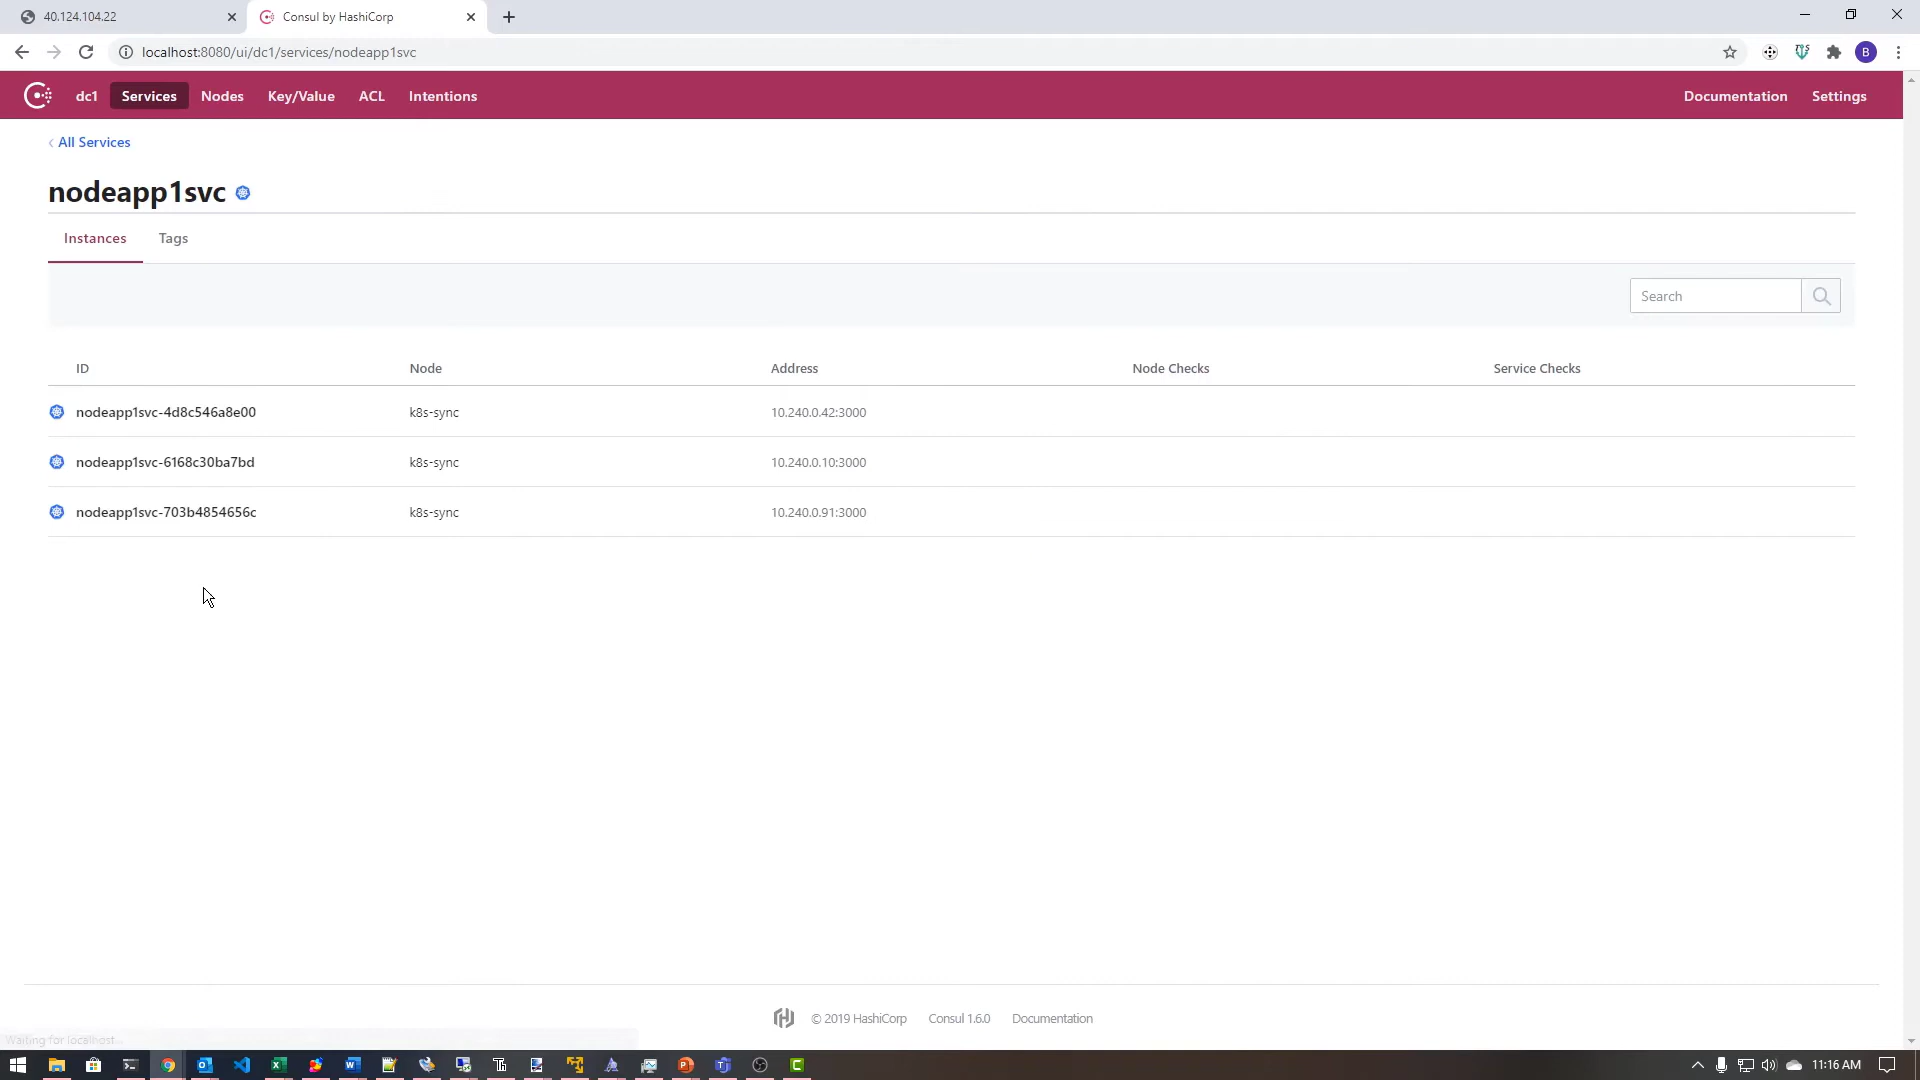 40.124.104.22
Consul by HashiCorp
localhost:8080/ui/dc1/services/nodeapp1svc
B
dc1 Services Nodes Key/Value ACL Intentions Documentation Settings
‹ All Services
nodeapp1svc
Instances Tags
Search
ID Node Address Node Checks Service Checks
nodeapp1svc-4d8c546a8e00 k8s-sync 10.240.0.42:3000
nodeapp1svc-6168c30ba7bd k8s-sync 10.240.0.10:3000
nodeapp1svc-703b4854656c k8s-sync 10.240.0.91:3000
© 2019 HashiCorp Consul 1.6.0 Documentation
Waiting for localhost...
11:16 AM